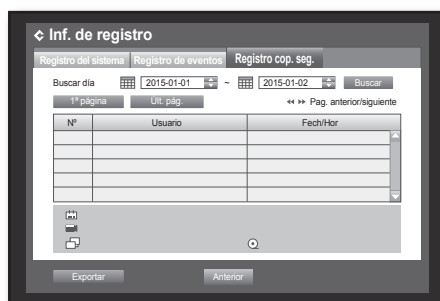 Inf. de registro
Registro del sistema Registro de eventos Registro cop. seg.
Buscar día 2015-01-01 ~ 2015-01-02 Buscar
1ª página Últ. pág. Pag. anterior/siguiente
Nº Usuario Fech/Hor
Exportar Anterior